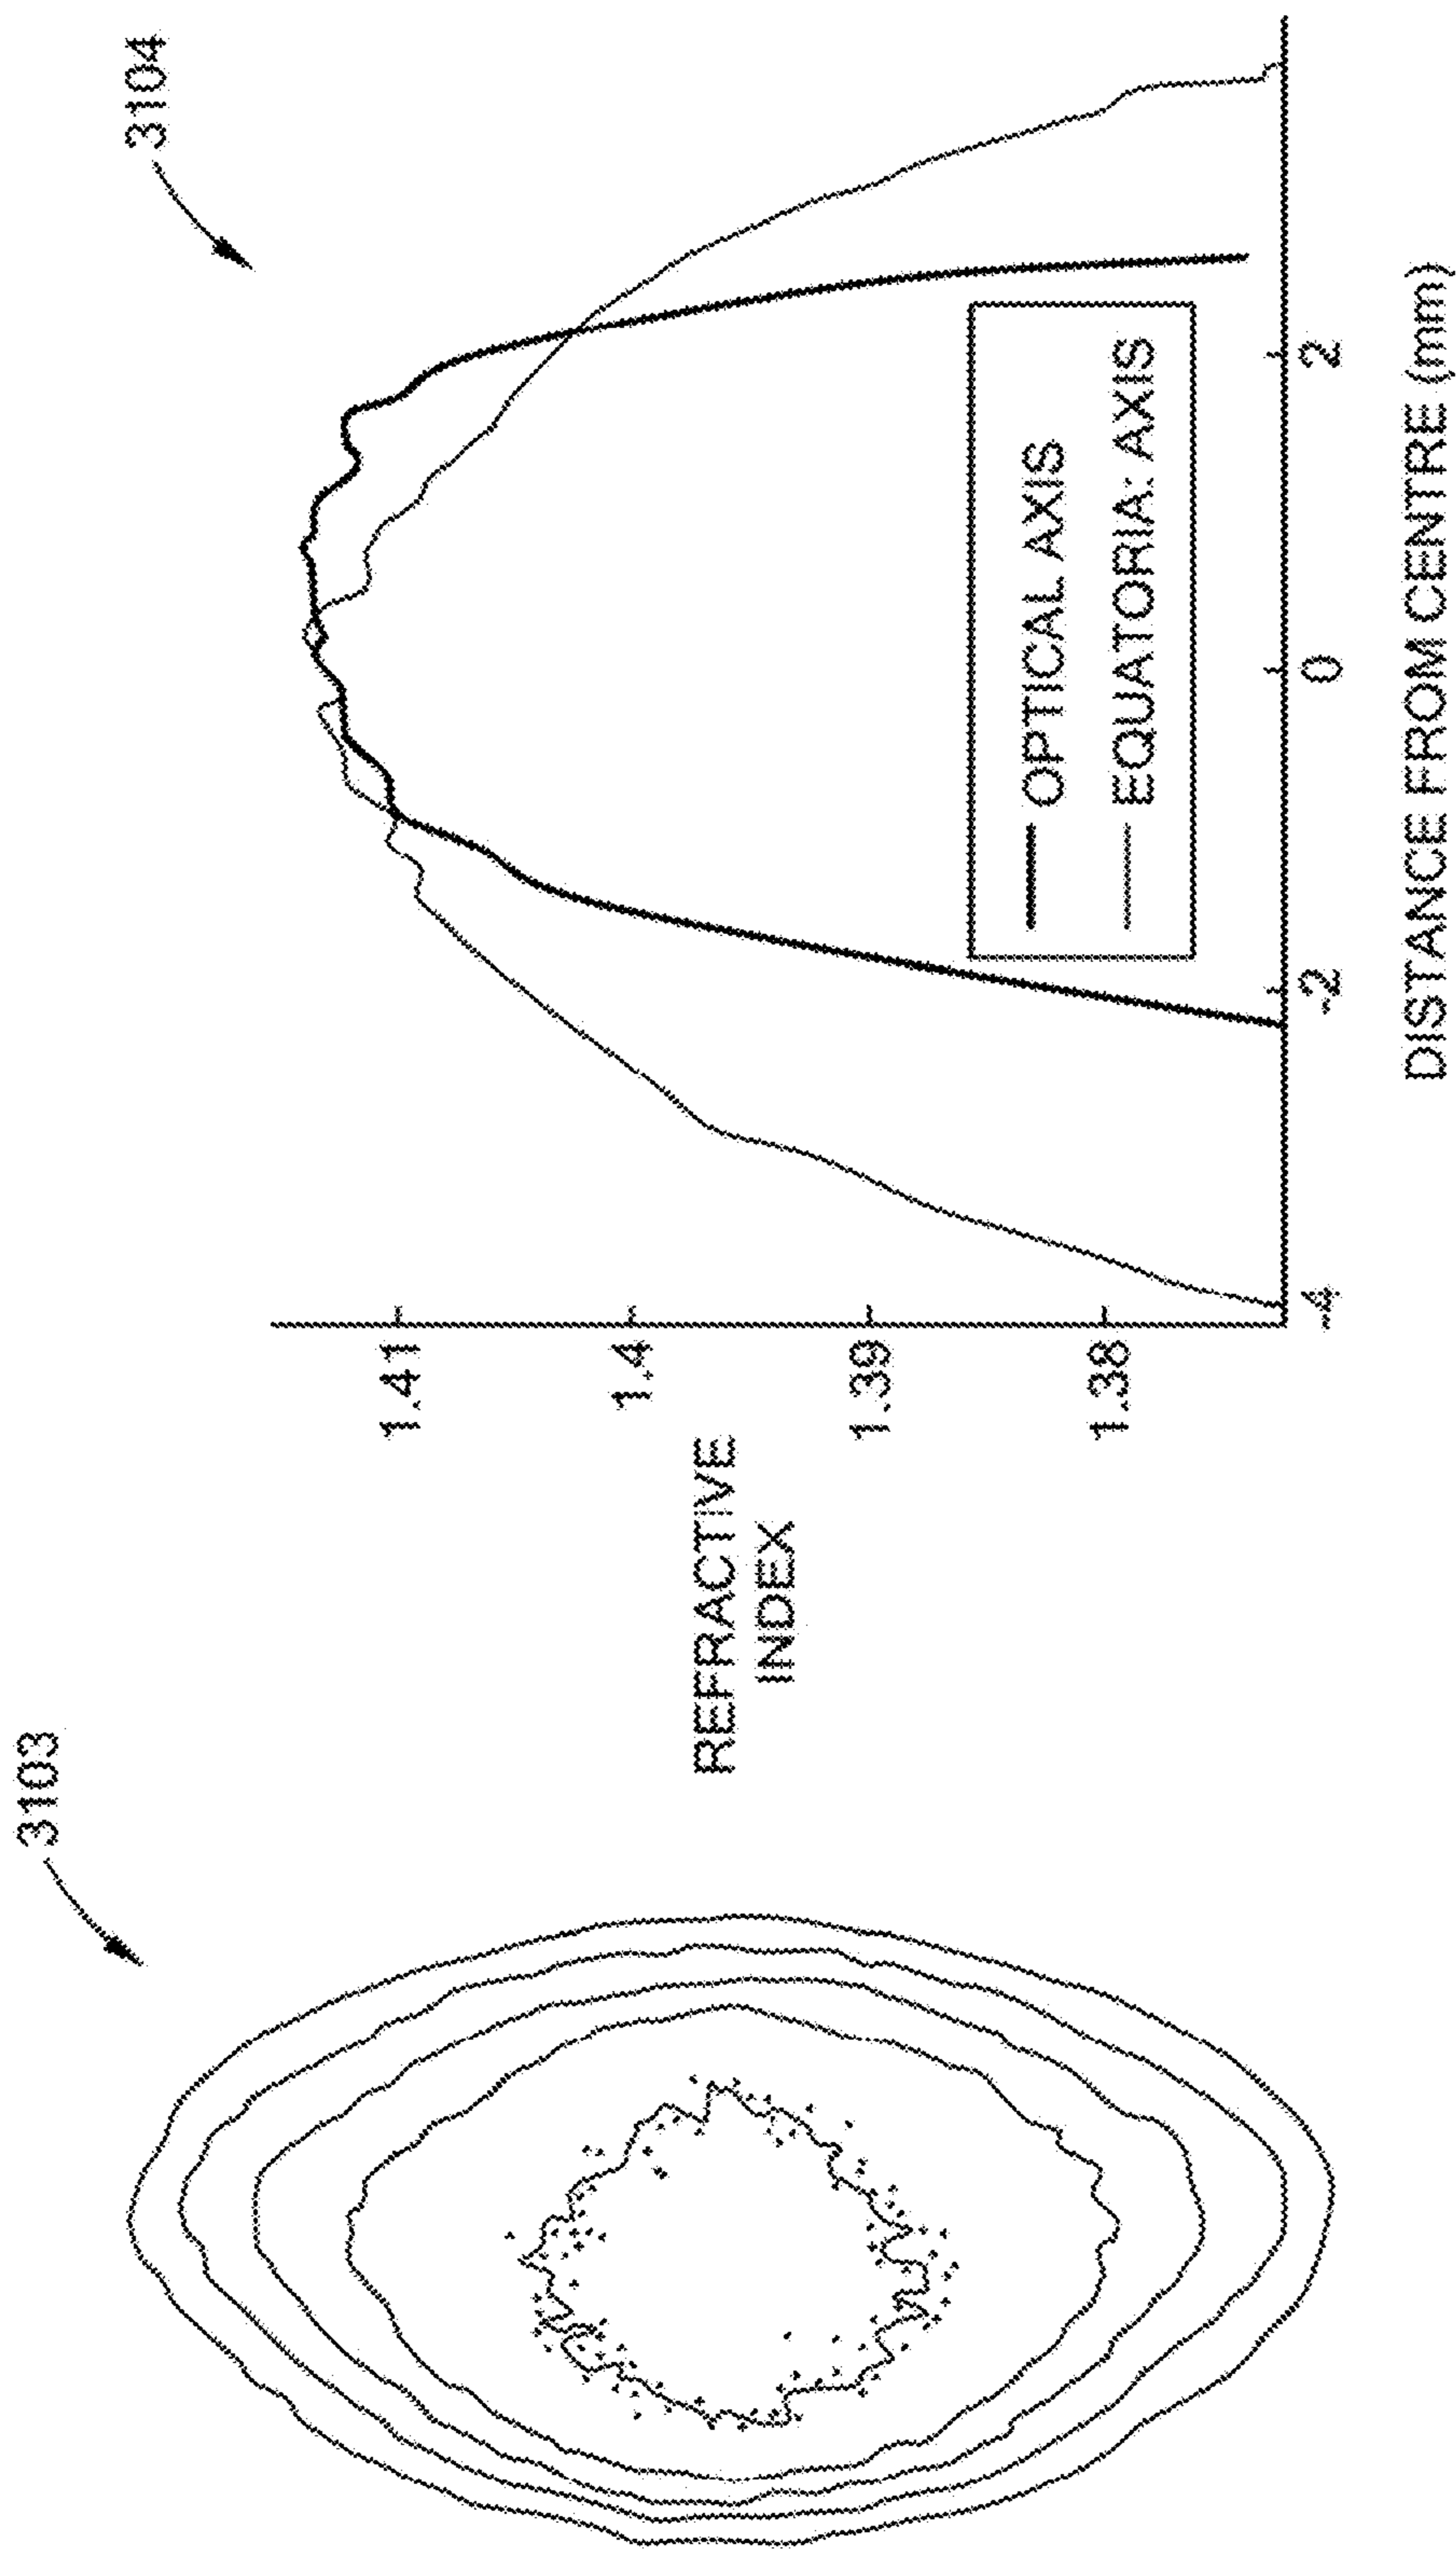 3103
3104
REFRACTIVE
INDEX
1.41
1.4
1.39
1.38
OPTICAL AXIS
EQUATORIA: AXIS
-4
-2
0
2
DISTANCE FROM CENTRE (mm)